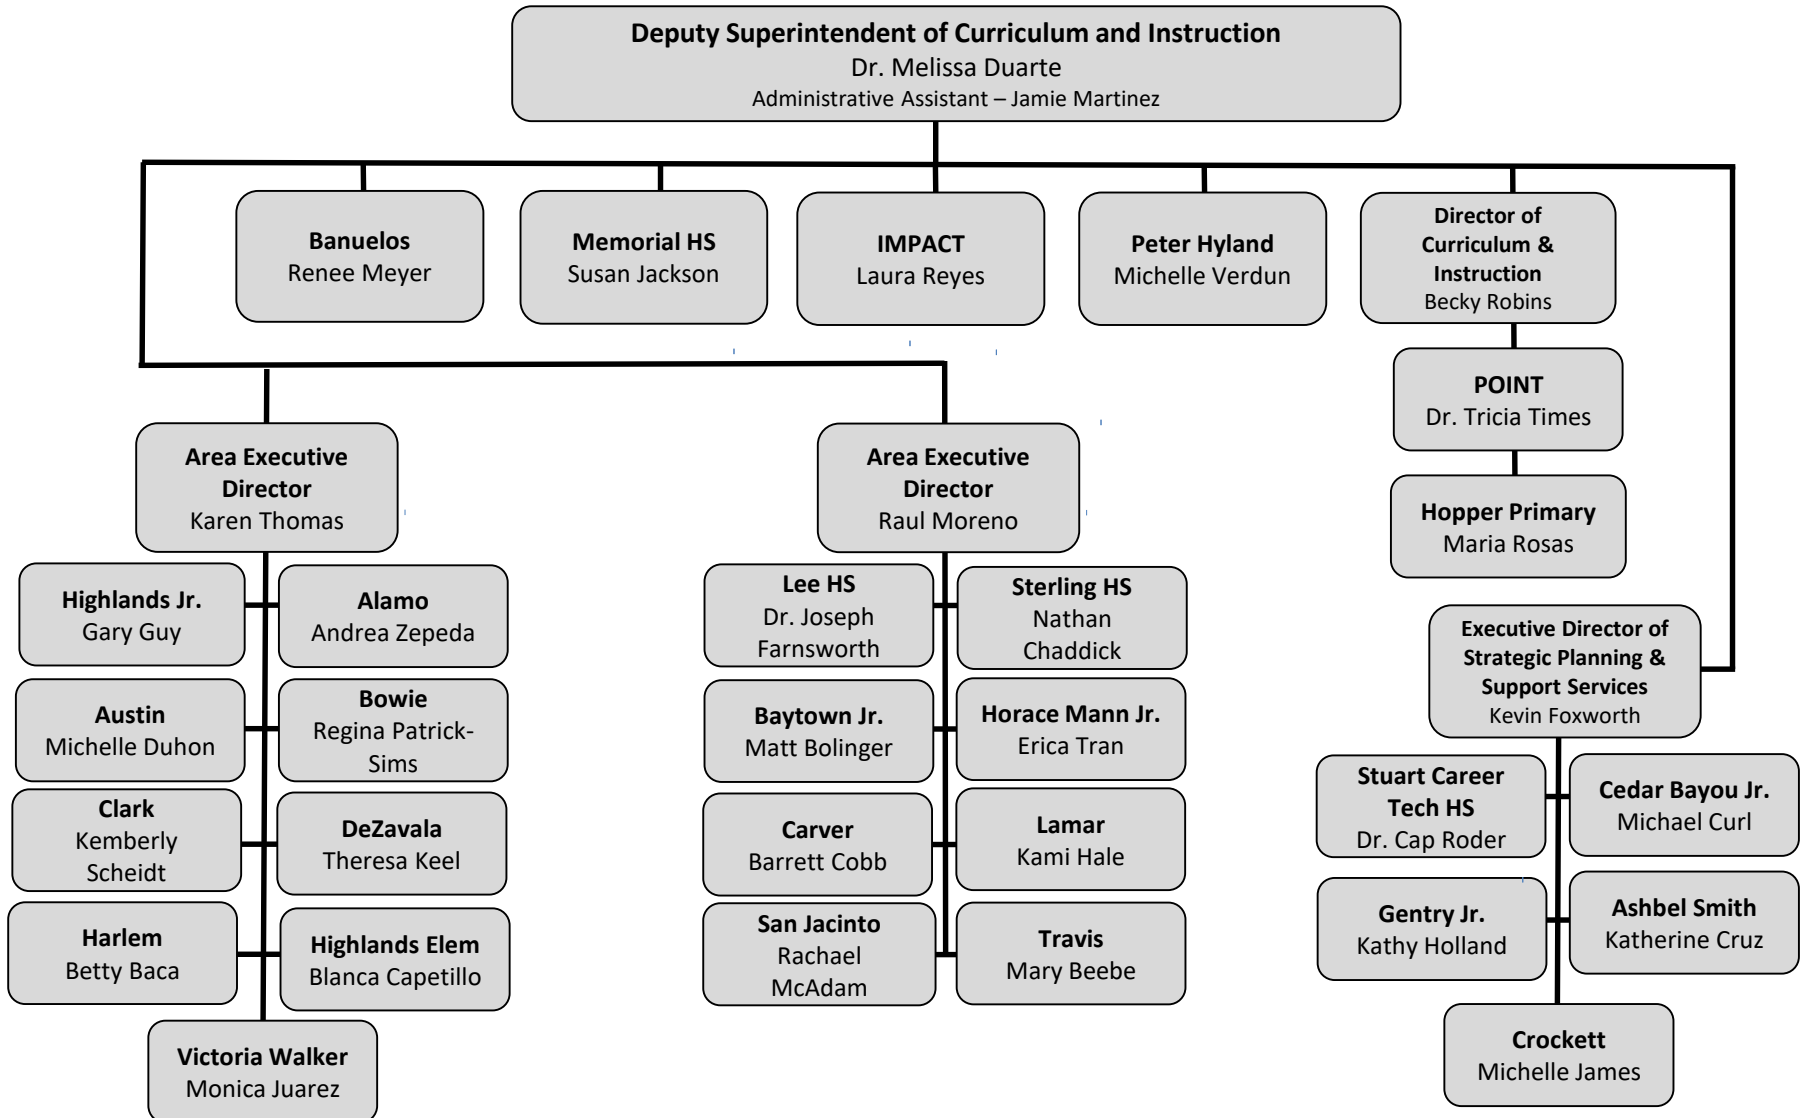 Deputy Superintendent of Curriculum and Instruction
Dr. Melissa Duarte
Administrative Assistant – Jamie Martinez
Banuelos
Renee Meyer
Memorial HS
Susan Jackson
IMPACT
Laura Reyes
Peter Hyland
Michelle Verdun
Director of
Curriculum &
Instruction
Becky Robins
POINT
Dr. Tricia Times
Hopper Primary
Maria Rosas
Area Executive
Director
Karen Thomas
Highlands Jr.
Gary Guy
Alamo
Andrea Zepeda
Austin
Michelle Duhon
Bowie
Regina Patrick-
Sims
Clark
Kemberly
Scheidt
DeZavala
Theresa Keel
Harlem
Betty Baca
Highlands Elem
Blanca Capetillo
Victoria Walker
Monica Juarez
Area Executive
Director
Raul Moreno
Lee HS
Dr. Joseph
Farnsworth
Sterling HS
Nathan
Chaddick
Baytown Jr.
Matt Bolinger
Horace Mann Jr.
Erica Tran
Carver
Barrett Cobb
Lamar
Kami Hale
San Jacinto
Rachael
McAdam
Travis
Mary Beebe
Executive Director of
Strategic Planning &
Support Services
Kevin Foxworth
Stuart Career
Tech HS
Dr. Cap Roder
Cedar Bayou Jr.
Michael Curl
Gentry Jr.
Kathy Holland
Ashbel Smith
Katherine Cruz
Crockett
Michelle James